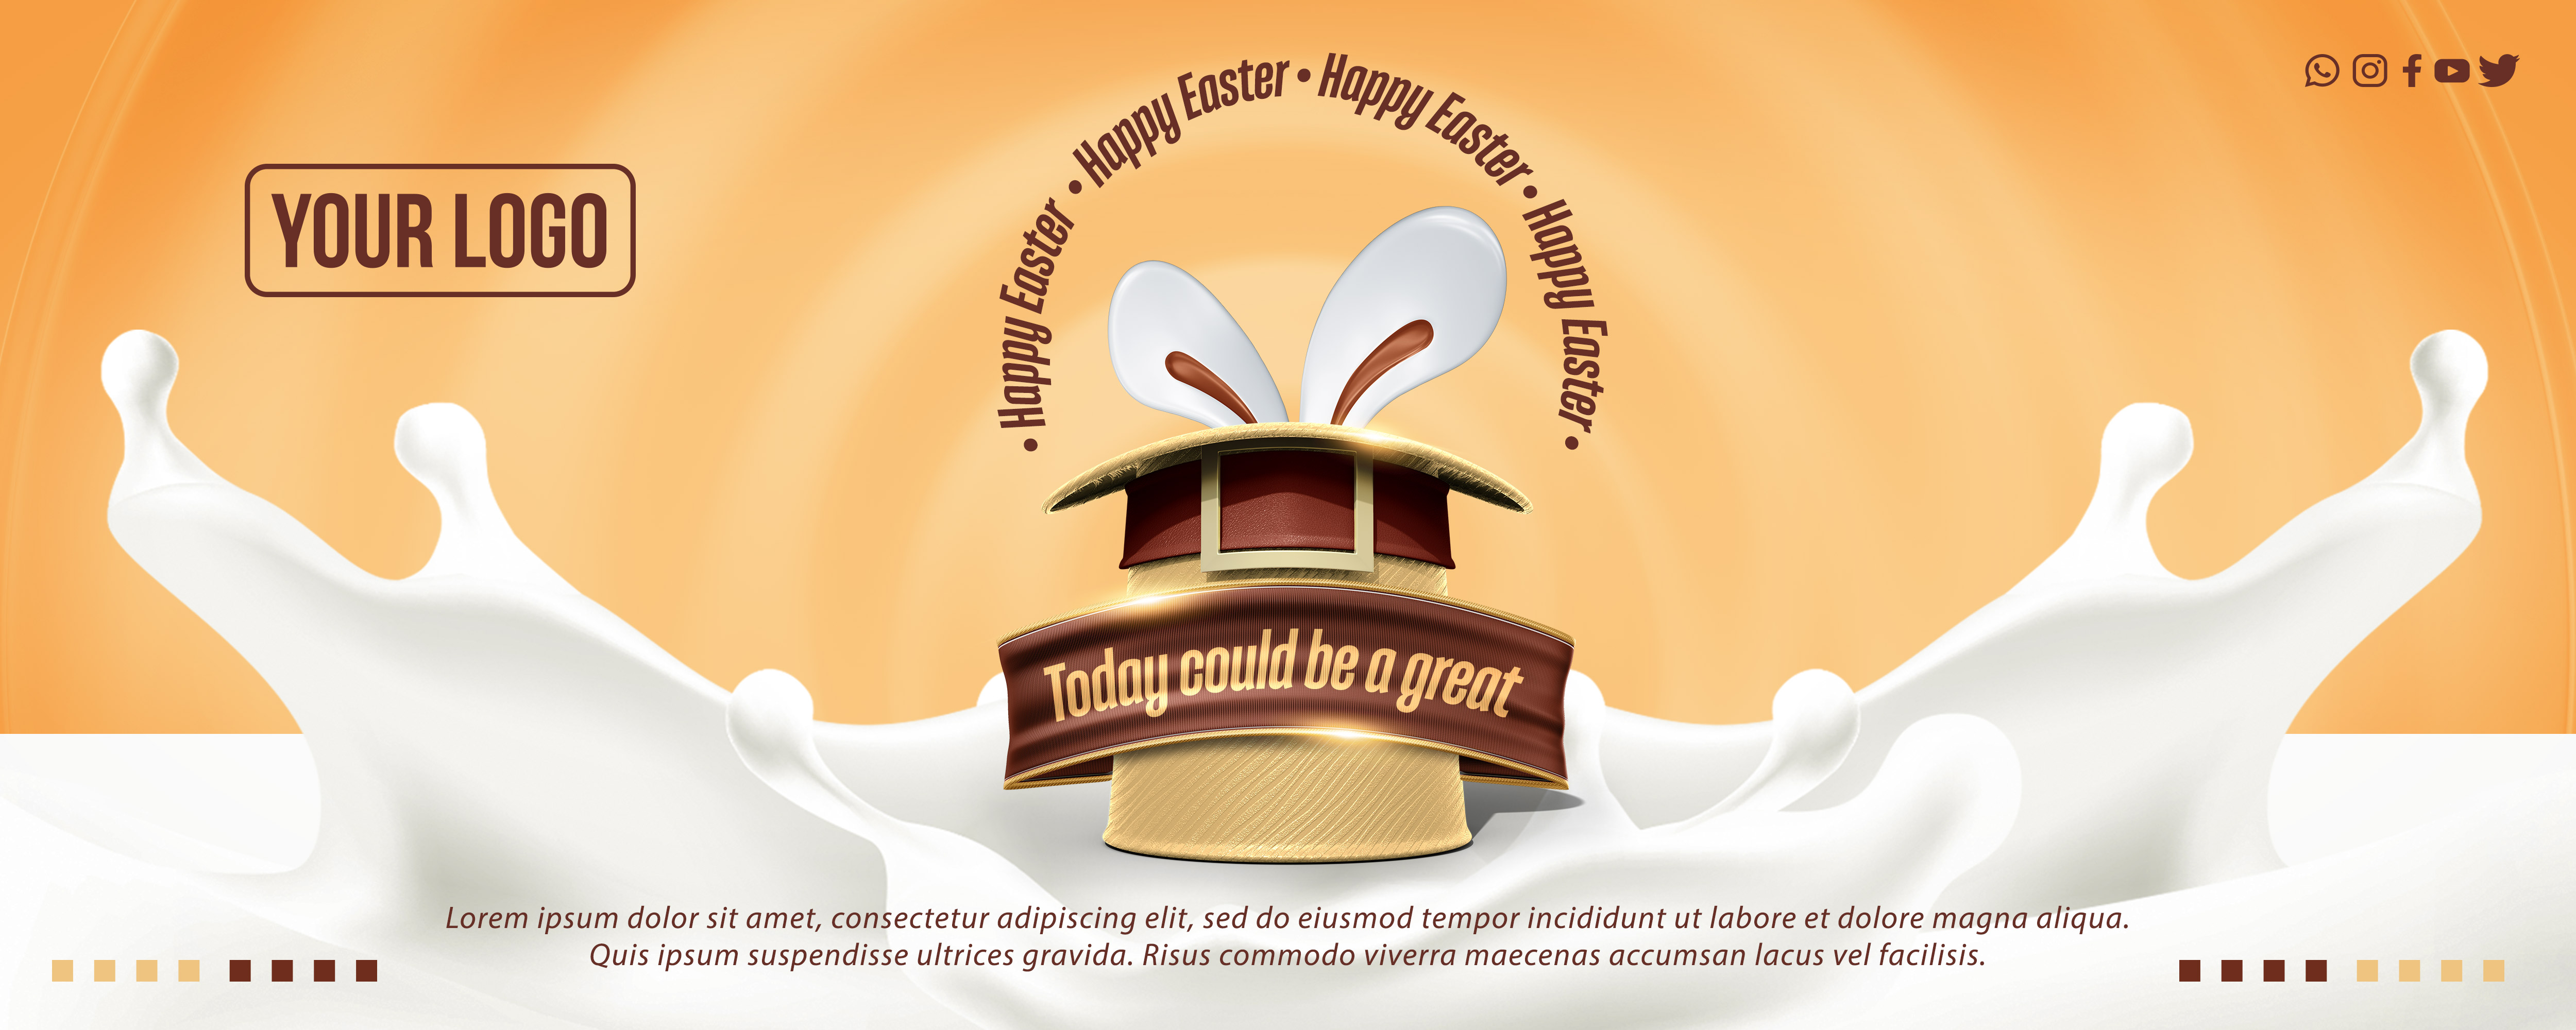 • Happy Easter • Happy Easter • Happy Easter • Happy Easter •
YOUR LOGO
Today could be a great
Lorem ipsum dolor sit amet, consectetur adipiscing elit, sed do eiusmod tempor incididunt ut labore et dolore magna aliqua.
Quis ipsum suspendisse ultrices gravida. Risus commodo viverra maecenas accumsan lacus vel facilisis.